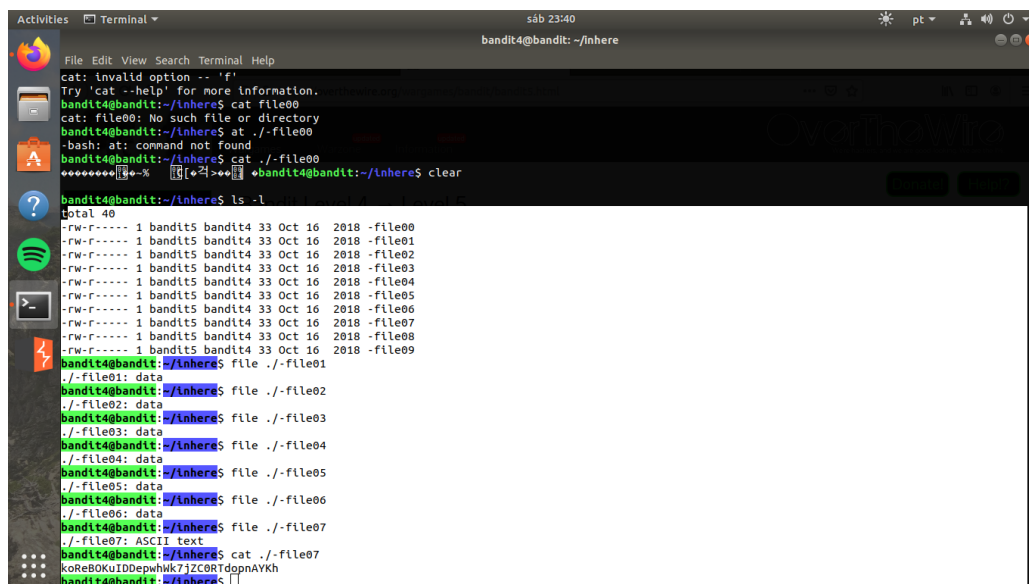 Activities Terminal sáb 23:40 pt
bandit4@bandit: ~/inhere
File Edit View Search Terminal Help
cat: invalid option -- 'f'
Try 'cat --help' for more information.
bandit4@bandit:~/inhere$ cat file00
cat: file00: No such file or directory
bandit4@bandit:~/inhere$ at ./-file00
-bash: at: command not found
bandit4@bandit:~/inhere$ cat ./-file00
~% [ 걱>  bandit4@bandit:~/inhere$ clear
bandit4@bandit:~/inhere$ ls -l
total 40
-rw-r----- 1 bandit5 bandit4 33 Oct 16 2018 -file00
-rw-r----- 1 bandit5 bandit4 33 Oct 16 2018 -file01
-rw-r----- 1 bandit5 bandit4 33 Oct 16 2018 -file02
-rw-r----- 1 bandit5 bandit4 33 Oct 16 2018 -file03
-rw-r----- 1 bandit5 bandit4 33 Oct 16 2018 -file04
-rw-r----- 1 bandit5 bandit4 33 Oct 16 2018 -file05
-rw-r----- 1 bandit5 bandit4 33 Oct 16 2018 -file06
-rw-r----- 1 bandit5 bandit4 33 Oct 16 2018 -file07
-rw-r----- 1 bandit5 bandit4 33 Oct 16 2018 -file08
-rw-r----- 1 bandit5 bandit4 33 Oct 16 2018 -file09
bandit4@bandit:~/inhere$ file ./-file01
./-file01: data
bandit4@bandit:~/inhere$ file ./-file02
./-file02: data
bandit4@bandit:~/inhere$ file ./-file03
./-file03: data
bandit4@bandit:~/inhere$ file ./-file04
./-file04: data
bandit4@bandit:~/inhere$ file ./-file05
./-file05: data
bandit4@bandit:~/inhere$ file ./-file06
./-file06: data
bandit4@bandit:~/inhere$ file ./-file07
./-file07: ASCII text
bandit4@bandit:~/inhere$ cat ./-file07
koReBOKuIDDepwhWk7jZC0RTdopnAYKh
bandit4@bandit:~/inhere$